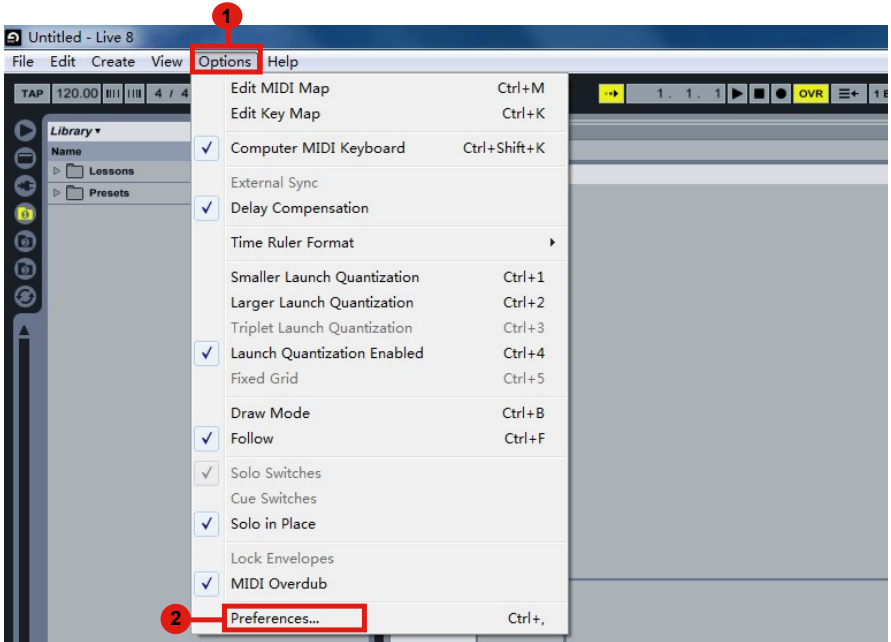 1
Untitled - Live 8
File Edit Create View Options Help
TAP 120.00 4 / 4 1. 1. 1 OVR
Library
Name
Lessons
Presets
Edit MIDI Map Ctrl+M
Edit Key Map Ctrl+K
Computer MIDI Keyboard Ctrl+Shift+K
External Sync
Delay Compensation
Time Ruler Format
Smaller Launch Quantization Ctrl+1
Larger Launch Quantization Ctrl+2
Triplet Launch Quantization Ctrl+3
Launch Quantization Enabled Ctrl+4
Fixed Grid Ctrl+5
Draw Mode Ctrl+B
Follow Ctrl+F
Solo Switches
Cue Switches
Solo in Place
Lock Envelopes
MIDI Overdub
2 Preferences... Ctrl+,